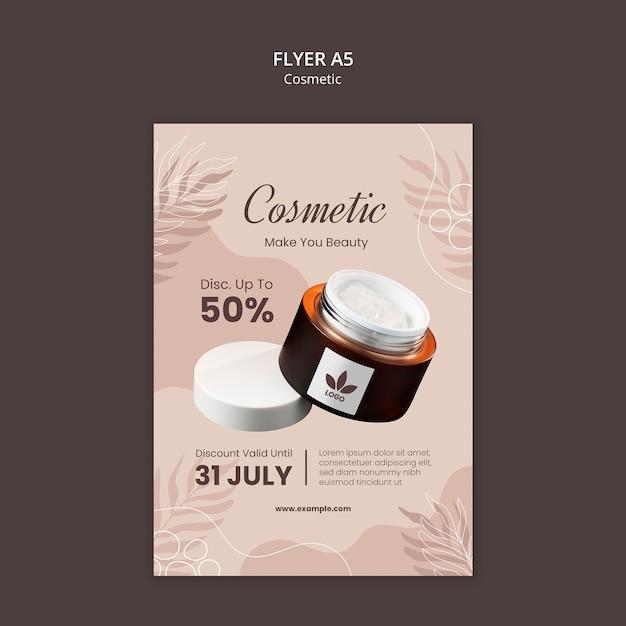 FLYER A5
Cosmetic
Cosmetic
Make You Beauty
Disc. Up To
50%
LOGO
Discount Valid Until
31 JULY
Lorem ipsum dolor sit amet,
consectetuer adipiscing elit,
sed diam nonummy nibh
euismod tincidunt ut.
www.example.com